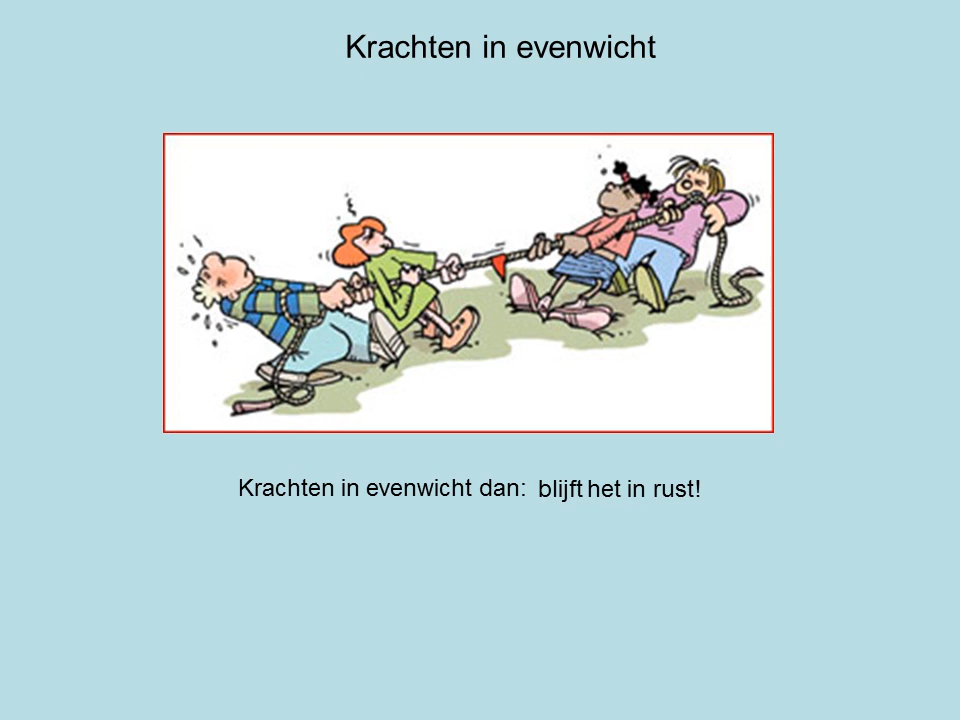 Krachten in evenwicht
Krachten in evenwicht dan: blijft het in rust!